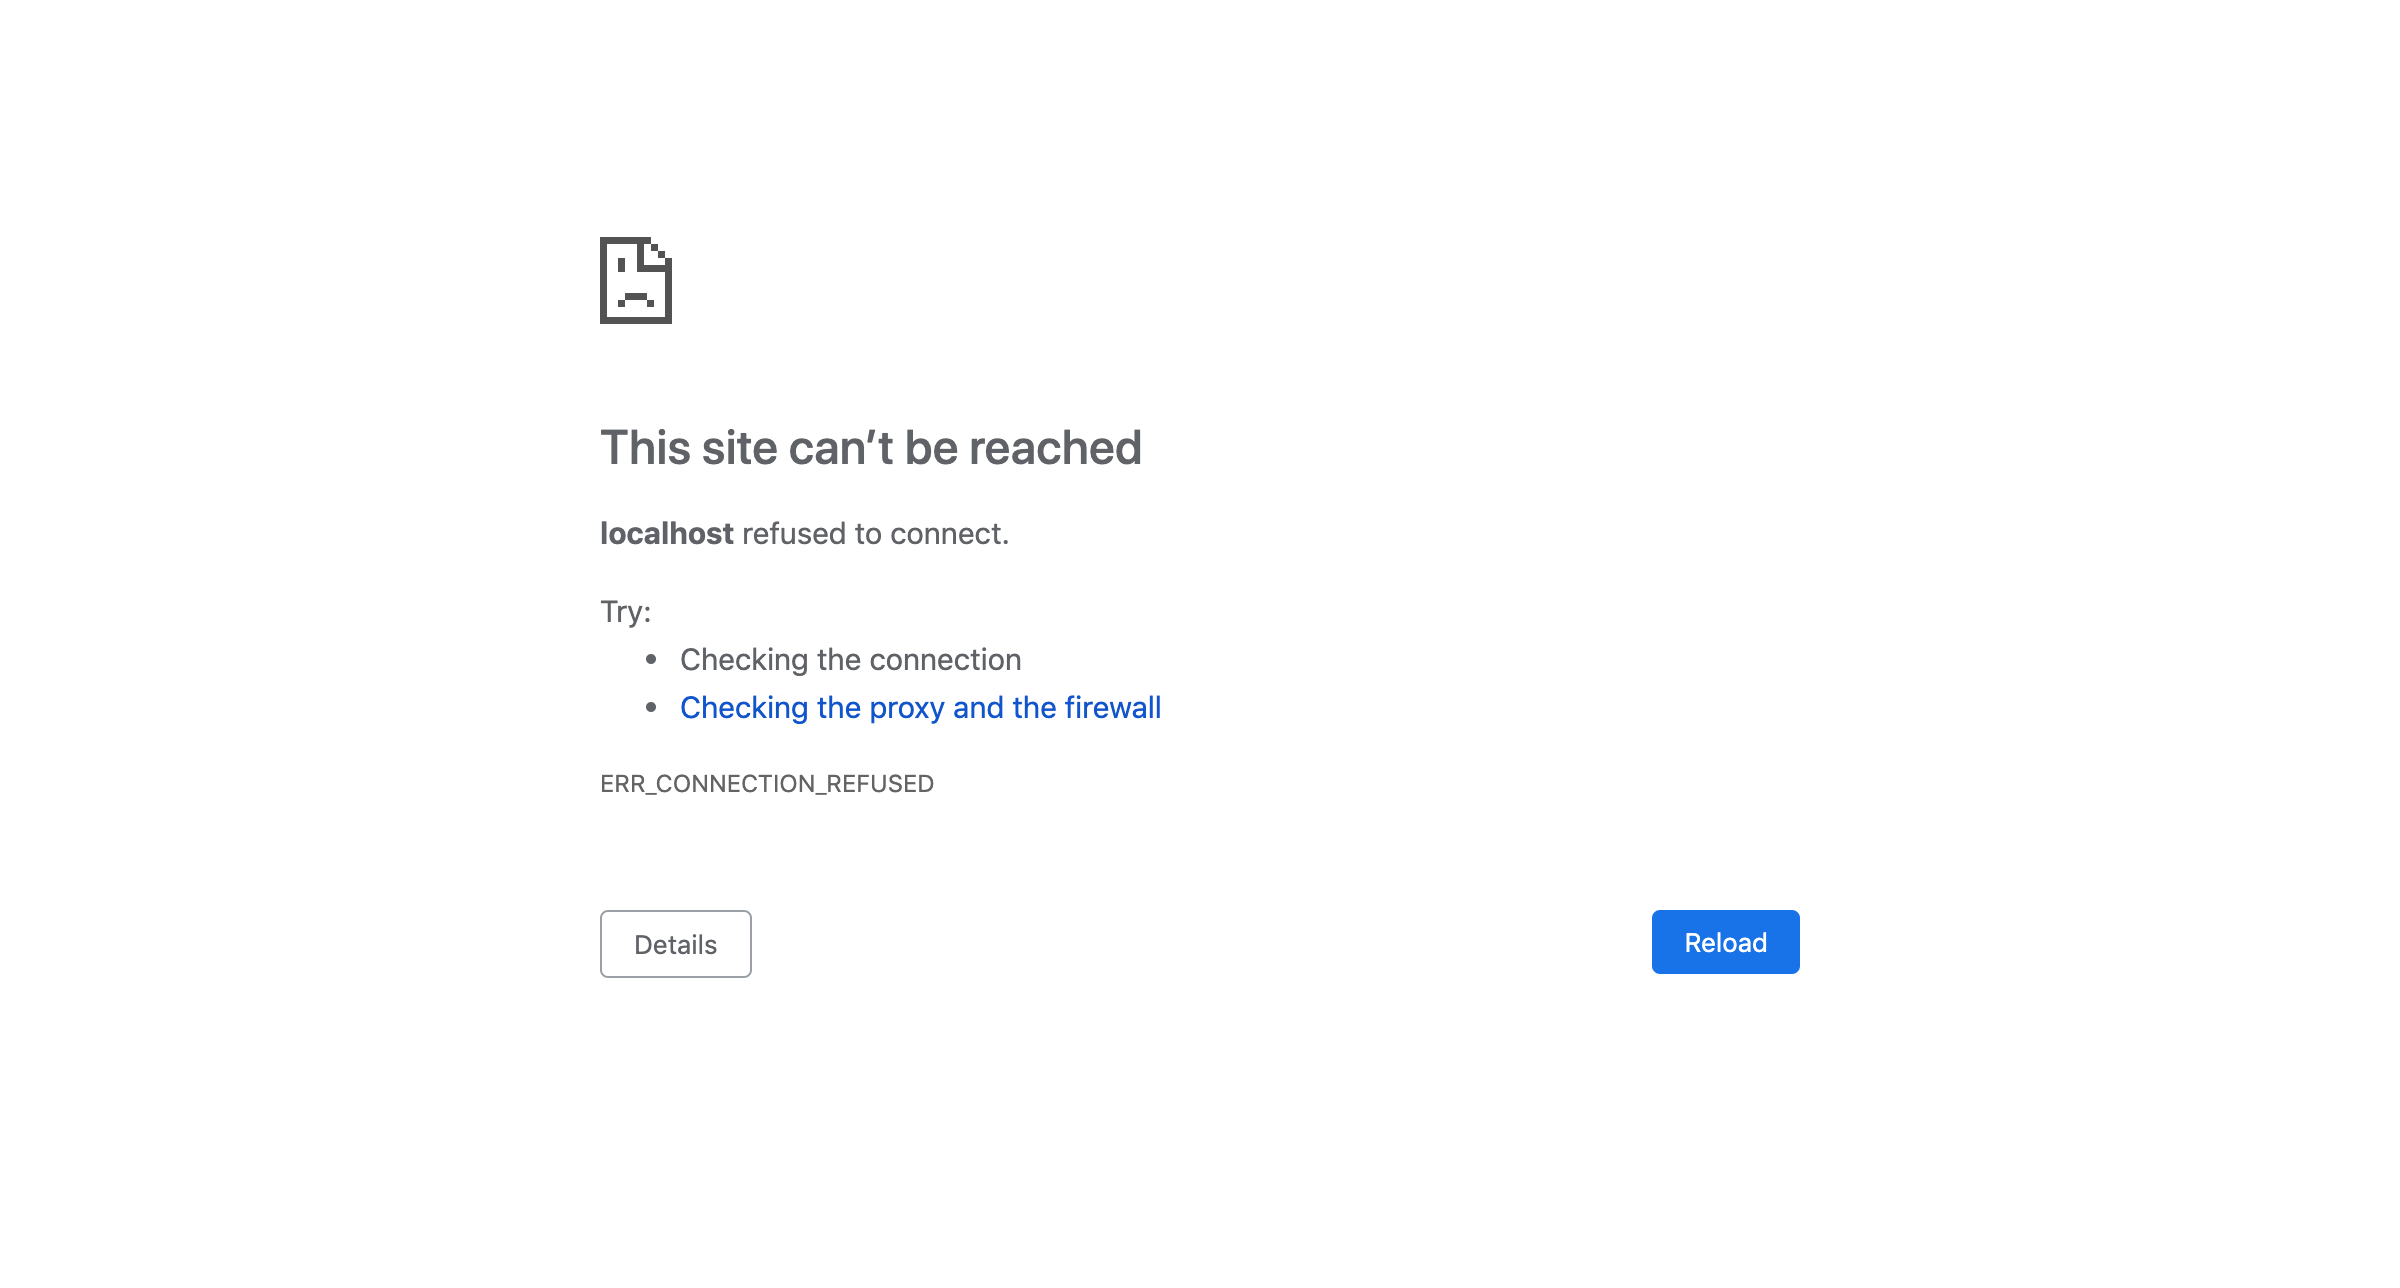 This site can’t be reached
localhost refused to connect.
Try:
Checking the connection
Checking the proxy and the firewall
ERR_CONNECTION_REFUSED
Details
Reload